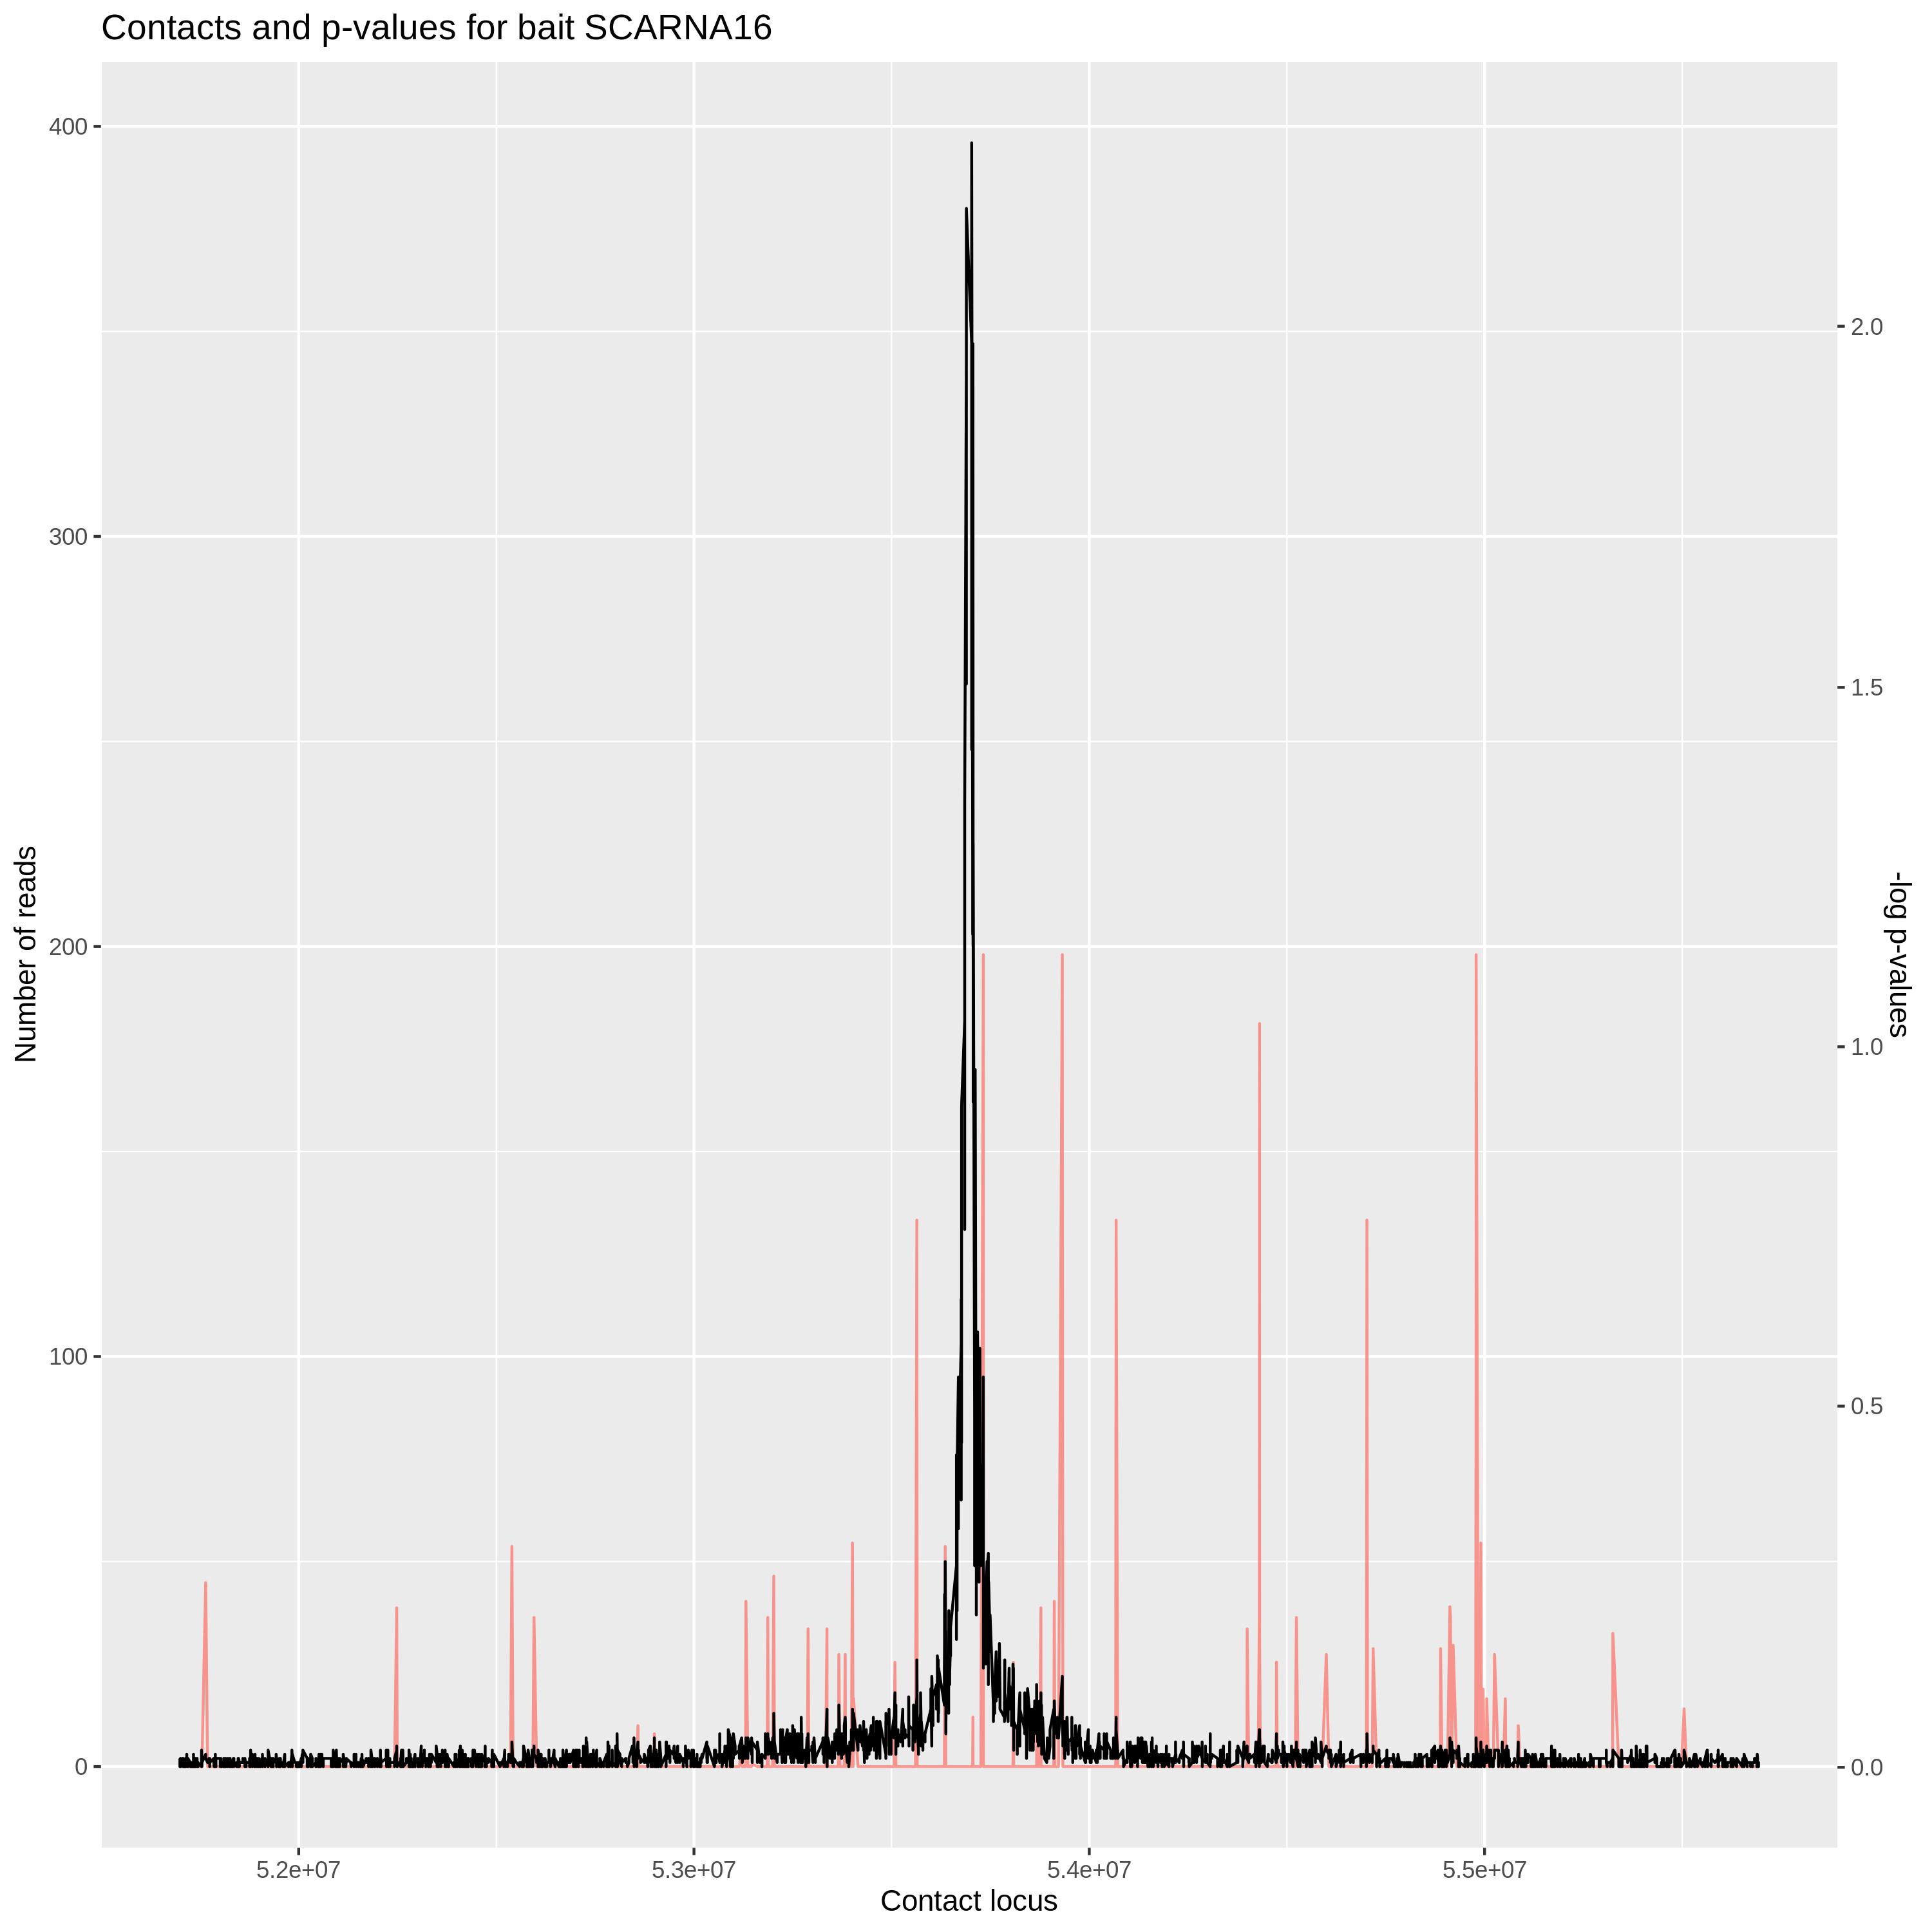 Contacts and p-values for bait SCARNA16
400
300
200
100
0
Number of reads
2.0
1.5
1.0
0.5
0.0
-log p-values
5.2e+07
5.3e+07
5.4e+07
5.5e+07
Contact locus